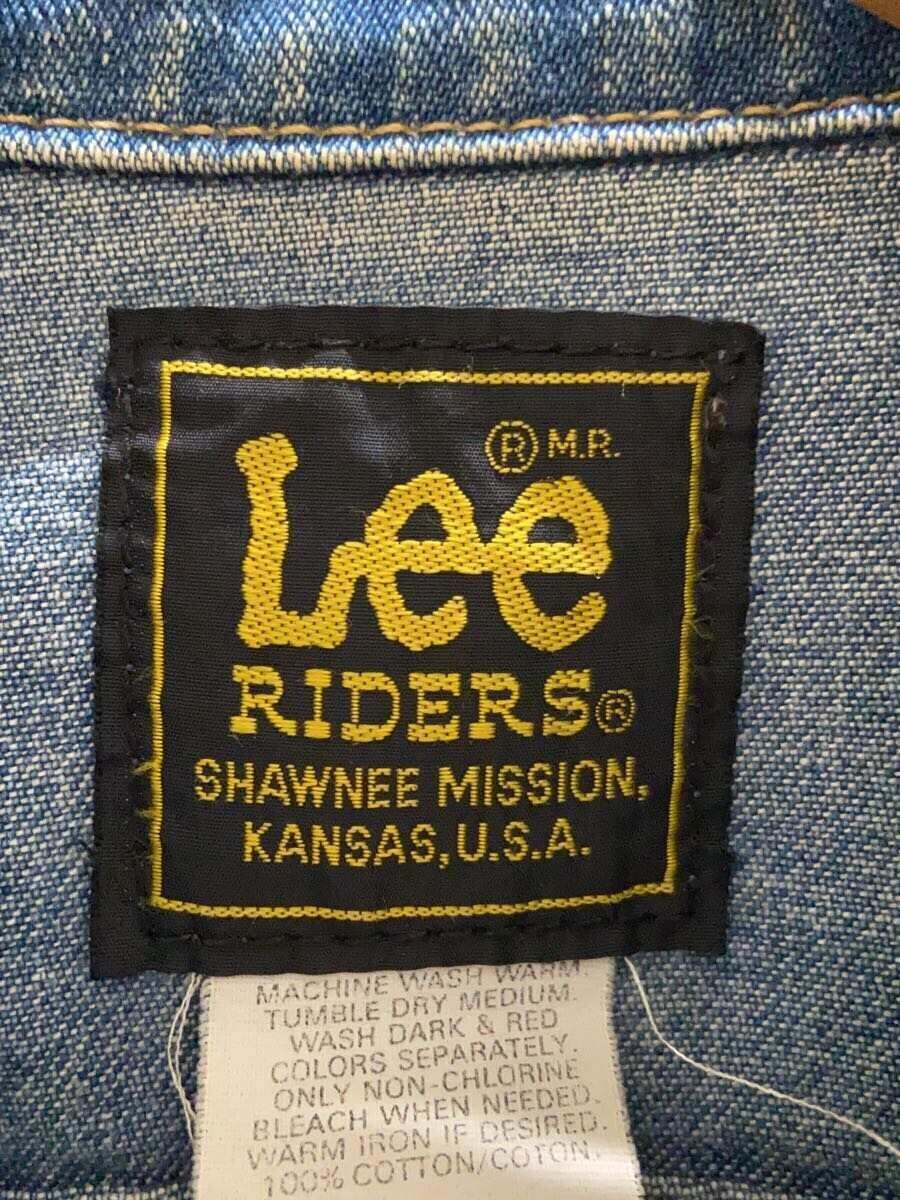 ® M.R.
Lee
RIDERS®
SHAWNEE MISSION,
KANSAS, U.S.A.
MACHINE WASH WARM.
TUMBLE DRY MEDIUM.
WASH DARK & RED
COLORS SEPARATELY.
ONLY NON-CHLORINE
BLEACH WHEN NEEDED.
WARM IRON IF DESIRED.
100% COTTON/COTON.